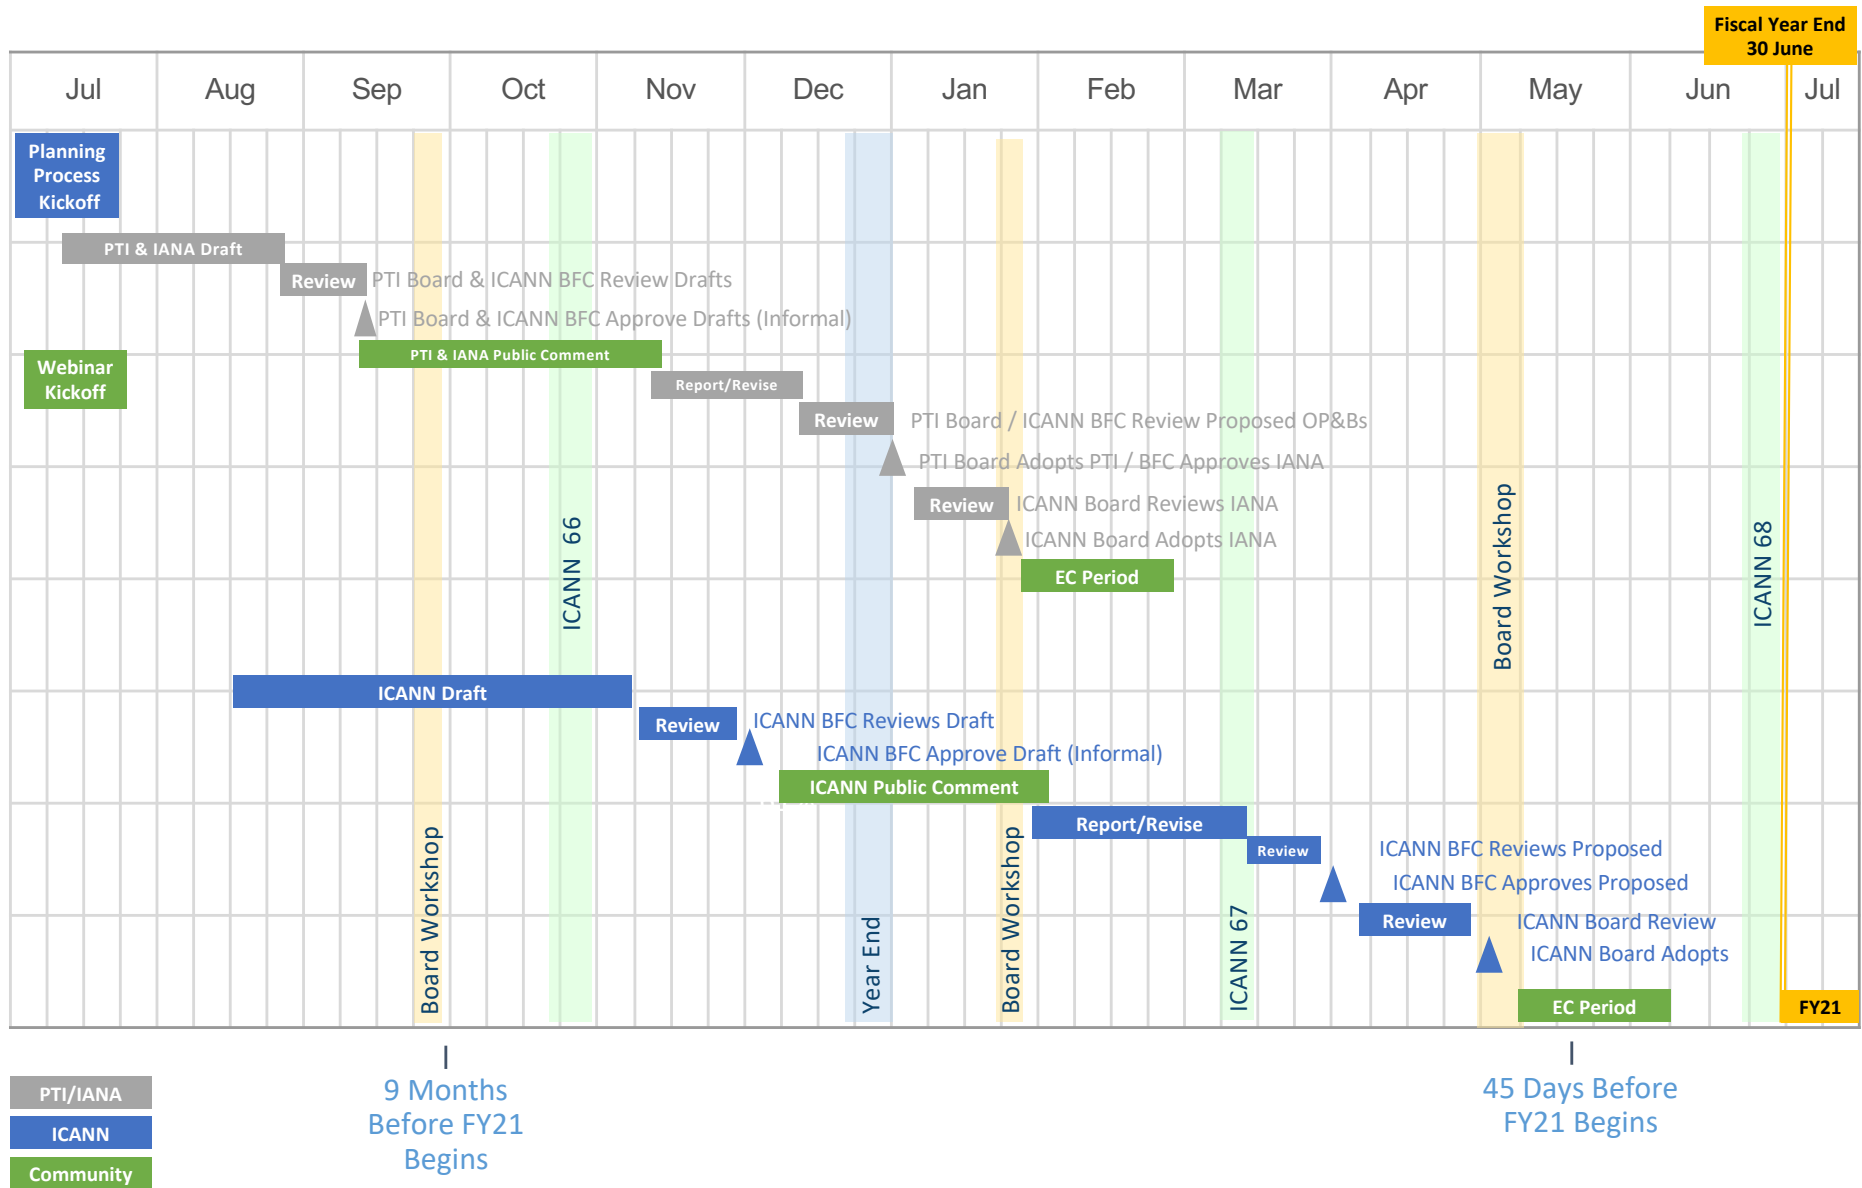 Fiscal Year End
30 June
Jul
Aug
Sep
Oct
Nov
Dec
Jan
Feb
Mar
Apr
May
Jun
Jul
Planning
Process
Kickoff
PTI & IANA Draft
Review
PTI Board & ICANN BFC Review Drafts
PTI Board & ICANN BFC Approve Drafts (Informal)
PTI & IANA Public Comment
Webinar
Kickoff
Report/Revise
Review
PTI Board / ICANN BFC Review Proposed OP&Bs
PTI Board Adopts PTI / BFC Approves IANA
Review
ICANN Board Reviews IANA
ICANN Board Adopts IANA
EC Period
ICANN 66
Board Workshop
ICANN 68
ICANN Draft
Review
ICANN BFC Reviews Draft
ICANN BFC Approve Draft (Informal)
ICANN Public Comment
Report/Revise
Review
ICANN BFC Reviews Proposed
ICANN BFC Approves Proposed
Review
ICANN Board Review
ICANN Board Adopts
Board Workshop
Year End
Board Workshop
ICANN 67
EC Period
FY21
9 Months
Before FY21
Begins
45 Days Before
FY21 Begins
PTI/IANA
ICANN
Community